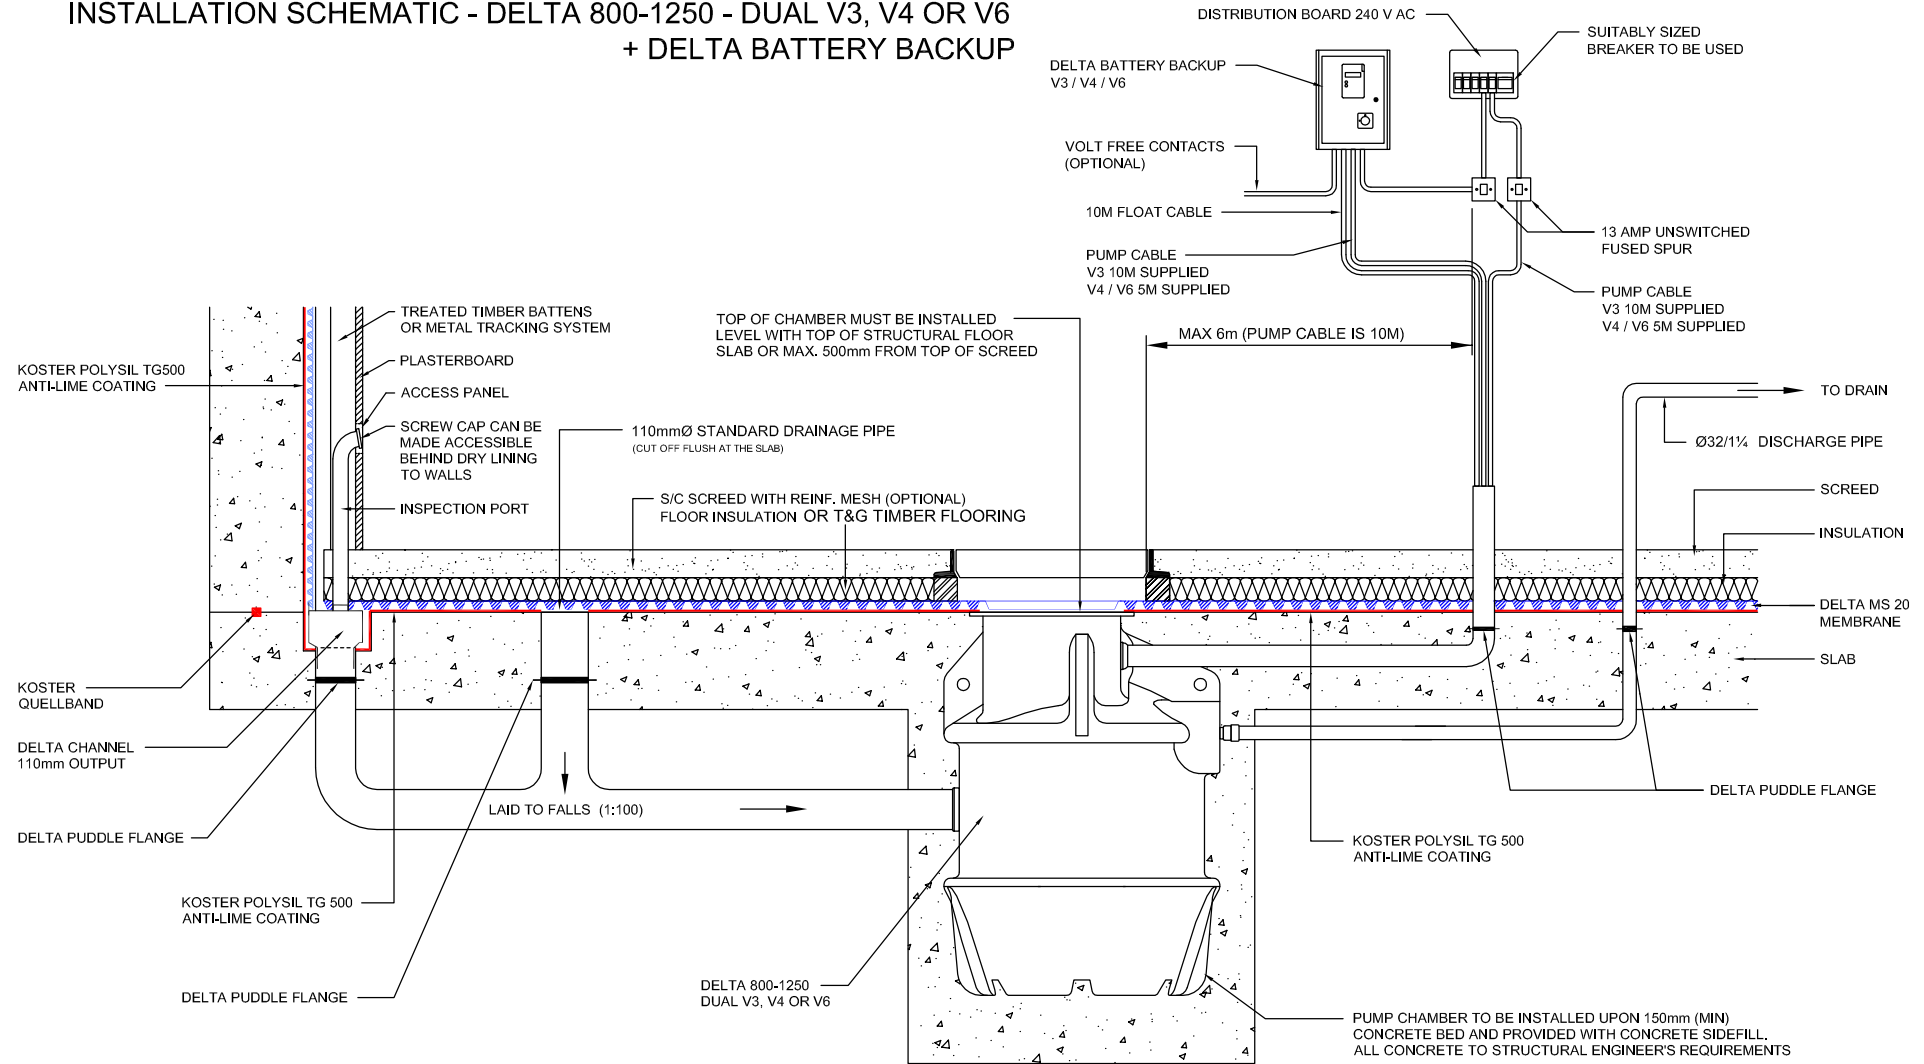 INSTALLATION SCHEMATIC - DELTA 800-1250 - DUAL V3, V4 OR V6
+ DELTA BATTERY BACKUP
DISTRIBUTION BOARD 240 V AC
SUITABLY SIZED
BREAKER TO BE USED
DELTA BATTERY BACKUP
V3 / V4 / V6
VOLT FREE CONTACTS
(OPTIONAL)
10M FLOAT CABLE
13 AMP UNSWITCHED
FUSED SPUR
PUMP CABLE
V3 10M SUPPLIED
V4 / V6 5M SUPPLIED
PUMP CABLE
V3 10M SUPPLIED
V4 / V6 5M SUPPLIED
TREATED TIMBER BATTENS
OR METAL TRACKING SYSTEM
TOP OF CHAMBER MUST BE INSTALLED
LEVEL WITH TOP OF STRUCTURAL FLOOR
SLAB OR MAX. 500mm FROM TOP OF SCREED
MAX 6m (PUMP CABLE IS 10M)
PLASTERBOARD
KOSTER POLYSIL TG500
ANTI-LIME COATING
ACCESS PANEL
TO DRAIN
SCREW CAP CAN BE
MADE ACCESSIBLE
BEHIND DRY LINING
TO WALLS
110mmØ STANDARD DRAINAGE PIPE
(CUT OFF FLUSH AT THE SLAB)
Ø32/1¼ DISCHARGE PIPE
SCREED
S/C SCREED WITH REINF. MESH (OPTIONAL)
FLOOR INSULATION OR T&G TIMBER FLOORING
INSPECTION PORT
INSULATION
DELTA MS 20
MEMBRANE
SLAB
KOSTER
QUELLBAND
DELTA CHANNEL
110mm OUTPUT
DELTA PUDDLE FLANGE
LAID TO FALLS (1:100)
DELTA PUDDLE FLANGE
KOSTER POLYSIL TG 500
ANTI-LIME COATING
KOSTER POLYSIL TG 500
ANTI-LIME COATING
DELTA PUDDLE FLANGE
DELTA 800-1250
DUAL V3, V4 OR V6
PUMP CHAMBER TO BE INSTALLED UPON 150mm (MIN)
CONCRETE BED AND PROVIDED WITH CONCRETE SIDEFILL.
ALL CONCRETE TO STRUCTURAL ENGINEER'S REQUIREMENTS